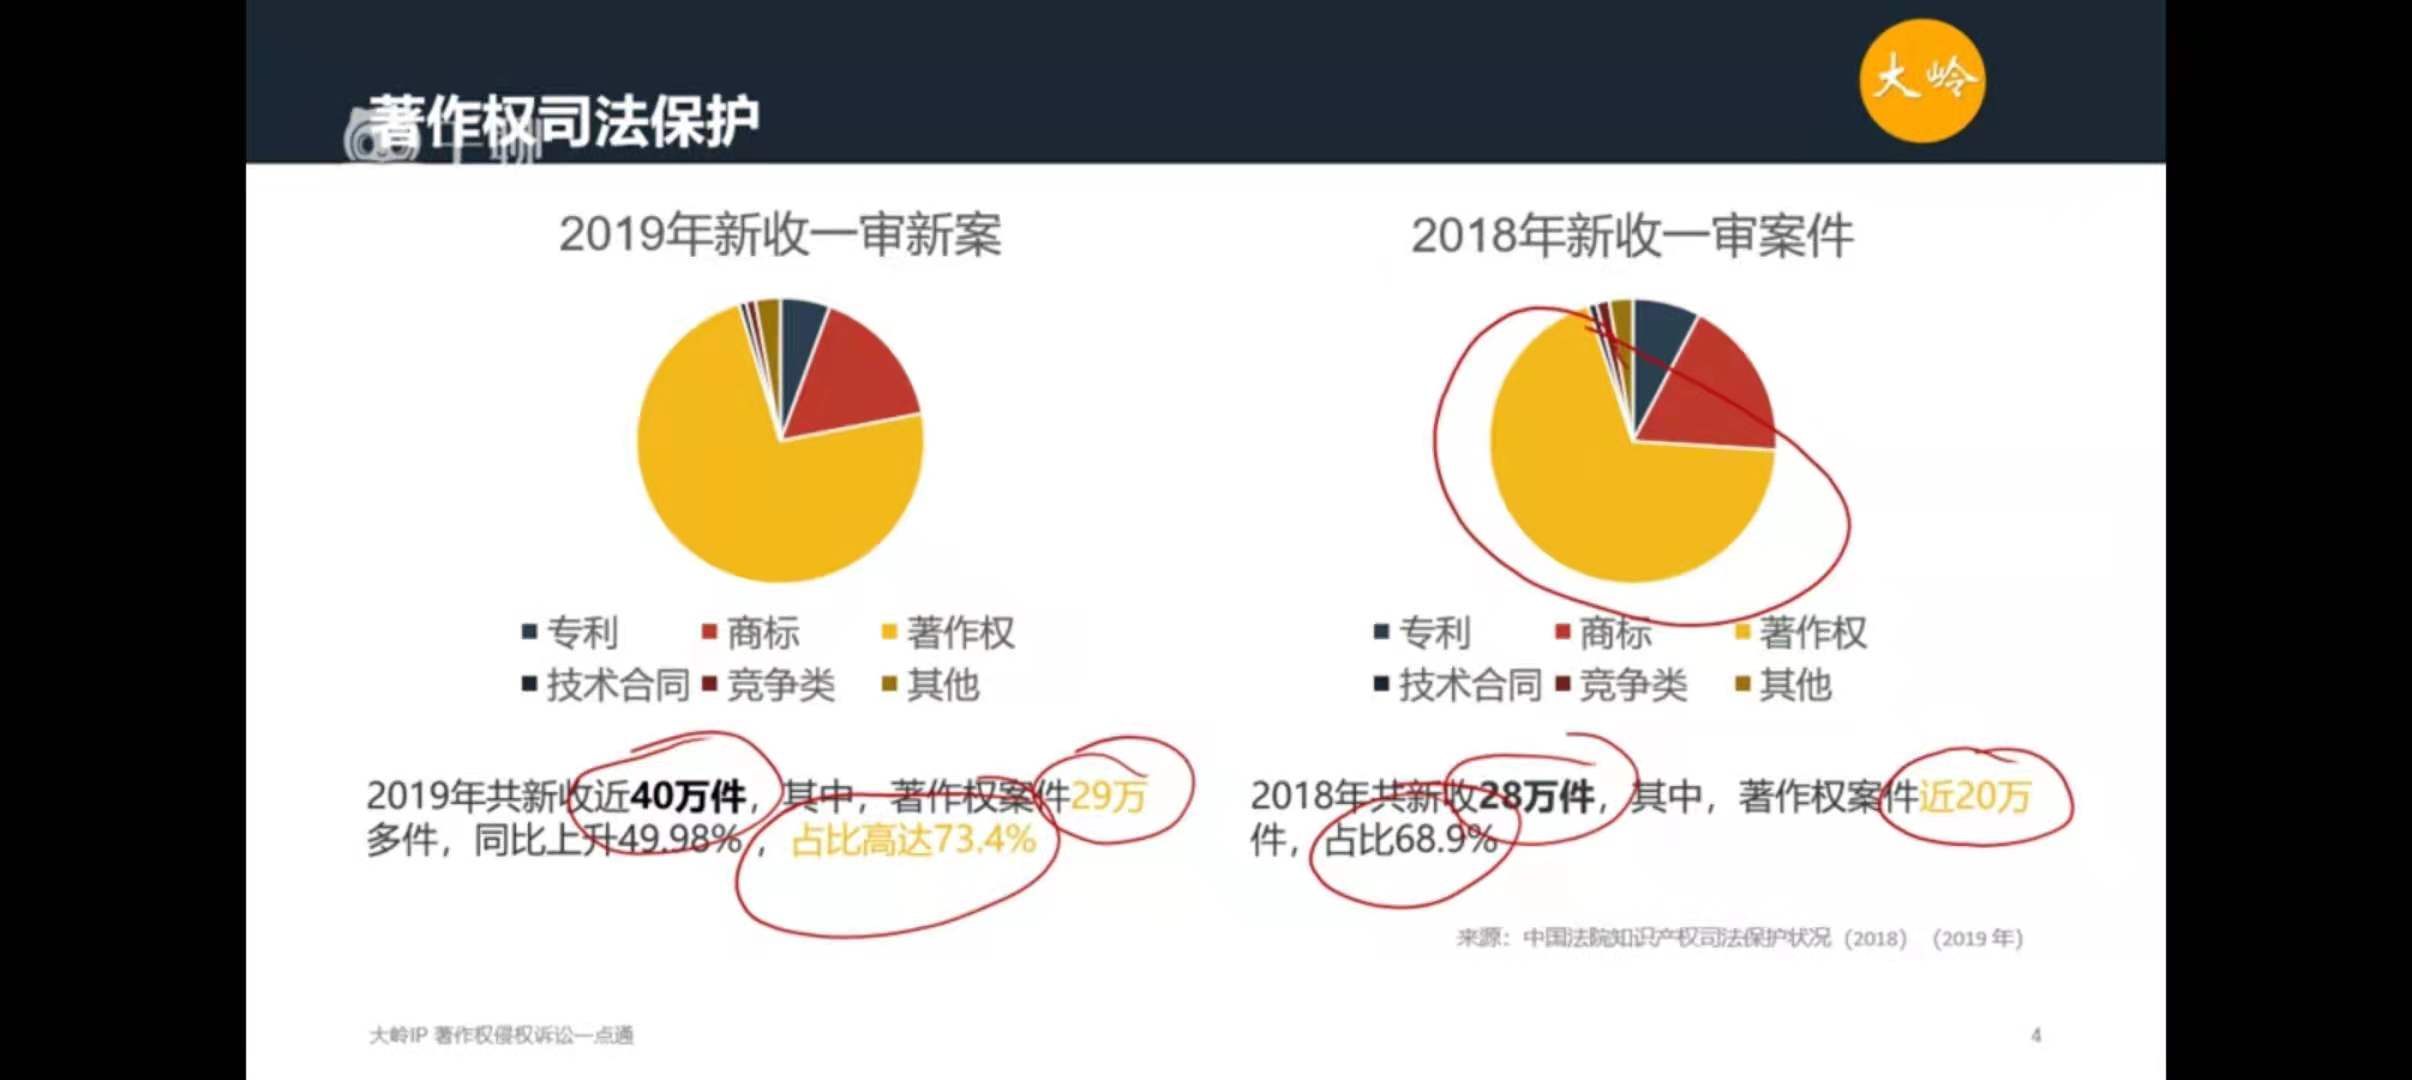 大岭
著作权司法保护
2019年新收一审新案
专利 商标 著作权
技术合同 竞争类 其他
2019年共新收近40万件，其中，著作权案件29万
多件，同比上升49.98%，占比高达73.4%
2018年新收一审案件
专利 商标 著作权
技术合同 竞争类 其他
2018年共新收28万件，其中，著作权案件近20万
件，占比68.9%
来源：中国法院知识产权司法保护状况（2018）（2019 年）
大岭IP 著作权侵权诉讼一点通
4